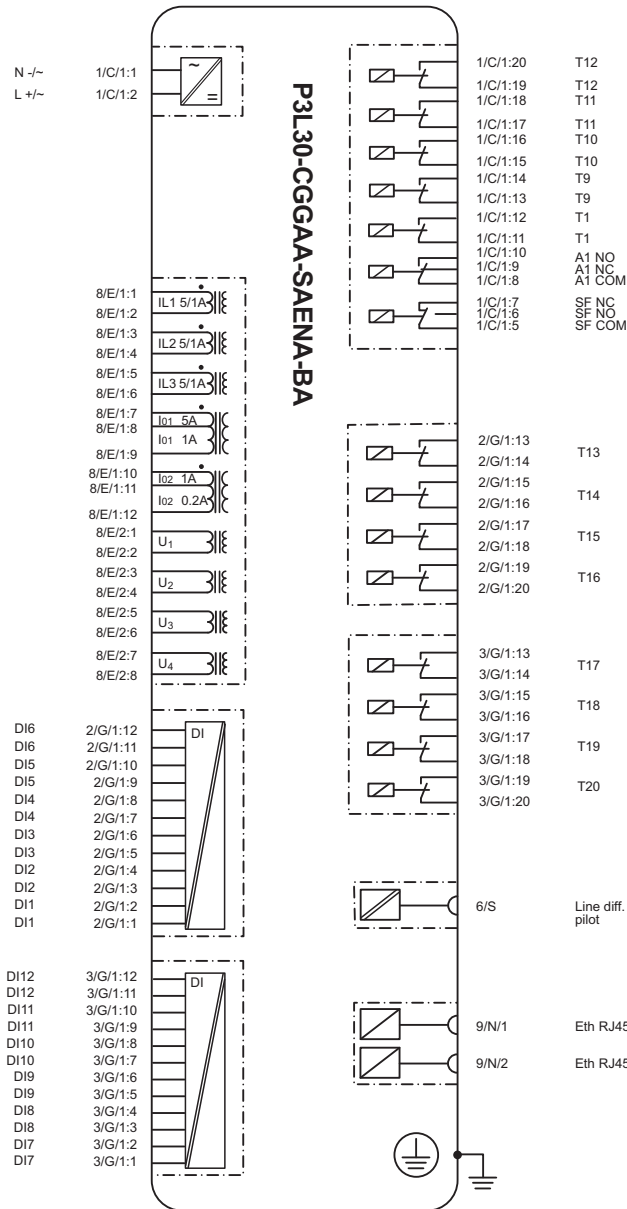 P3L30-CGGAA-SAENA-BA
N -/~ 1/C/1:1
L +/~ 1/C/1:2
~
=
8/E/1:1
8/E/1:2
IL1 5/1A
8/E/1:3
8/E/1:4
IL2 5/1A
8/E/1:5
8/E/1:6
IL3 5/1A
8/E/1:7
8/E/1:8
8/E/1:9
I01 5A
I01 1A
8/E/1:10
8/E/1:11
8/E/1:12
I02 1A
I02 0.2A
8/E/2:1
8/E/2:2
U1
8/E/2:3
8/E/2:4
U2
8/E/2:5
8/E/2:6
U3
8/E/2:7
8/E/2:8
U4
DI
DI6 2/G/1:12
DI6 2/G/1:11
DI5 2/G/1:10
DI5 2/G/1:9
DI4 2/G/1:8
DI4 2/G/1:7
DI3 2/G/1:6
DI3 2/G/1:5
DI2 2/G/1:4
DI2 2/G/1:3
DI1 2/G/1:2
DI1 2/G/1:1
DI
DI12 3/G/1:12
DI12 3/G/1:11
DI11 3/G/1:10
DI11 3/G/1:9
DI10 3/G/1:8
DI10 3/G/1:7
DI9 3/G/1:6
DI9 3/G/1:5
DI8 3/G/1:4
DI8 3/G/1:3
DI7 3/G/1:2
DI7 3/G/1:1
1/C/1:20 T12
1/C/1:19 T12
1/C/1:18 T11
1/C/1:17 T11
1/C/1:16 T10
1/C/1:15 T10
1/C/1:14 T9
1/C/1:13 T9
1/C/1:12 T1
1/C/1:11 T1
1/C/1:10 A1 NO
1/C/1:9 A1 NC
1/C/1:8 A1 COM
1/C/1:7 SF NC
1/C/1:6 SF NO
1/C/1:5 SF COM
2/G/1:13
2/G/1:14
T13
2/G/1:15
2/G/1:16
T14
2/G/1:17
2/G/1:18
T15
2/G/1:19
2/G/1:20
T16
3/G/1:13
3/G/1:14
T17
3/G/1:15
3/G/1:16
T18
3/G/1:17
3/G/1:18
T19
3/G/1:19
3/G/1:20
T20
6/S Line diff.
pilot
9/N/1 Eth RJ45
9/N/2 Eth RJ45